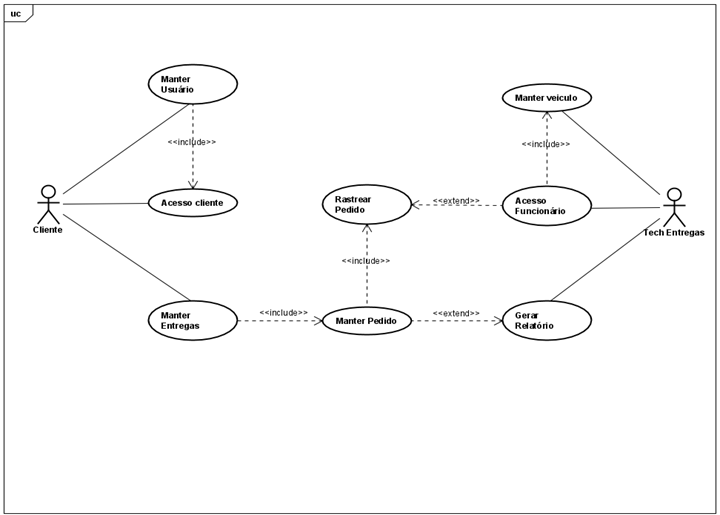 uc
Manter
Usuário
Manter veiculo
<<include>>
<<include>>
Acesso cliente
Rastrear
Pedido
<<extend>>
Acesso
Funcionário
Cliente
Tech Entregas
<<include>>
Manter
Entregas
<<include>>
Manter Pedido
<<extend>>
Gerar
Relatório